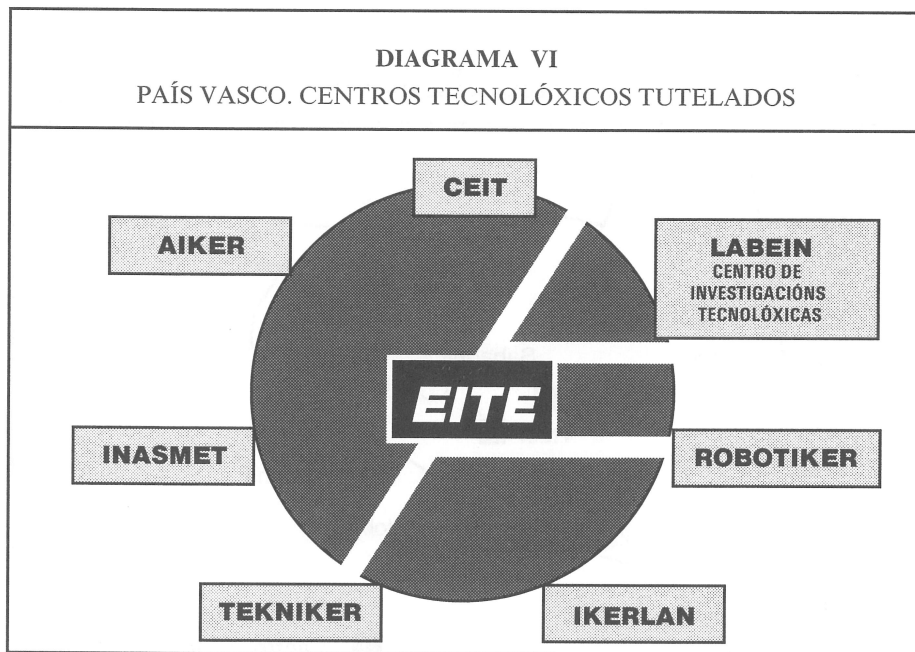 DIAGRAMA VI
PAÍS VASCO. CENTROS TECNOLÓXICOS TUTELADOS
CEIT
AIKER
LABEIN
CENTRO DE
INVESTIGACIÓNS
TECNOLÓXICAS
EITE
INASMET
ROBOTIKER
TEKNIKER
IKERLAN